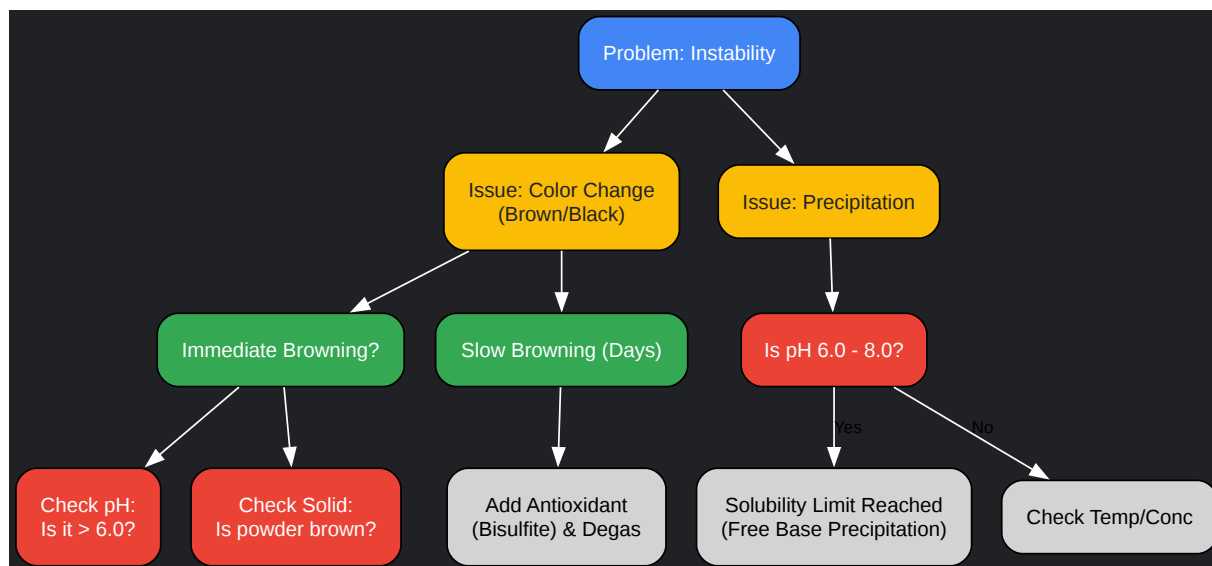 Problem: Instability
Issue: Color Change
(Brown/Black)
Issue: Precipitation
Immediate Browning?
Slow Browning (Days)
Is pH 6.0 - 8.0?
Yes
No
Check pH:
Is it > 6.0?
Check Solid:
Is powder brown?
Add Antioxidant
(Bisulfite) & Degas
Solubility Limit Reached
(Free Base Precipitation)
Check Temp/Conc